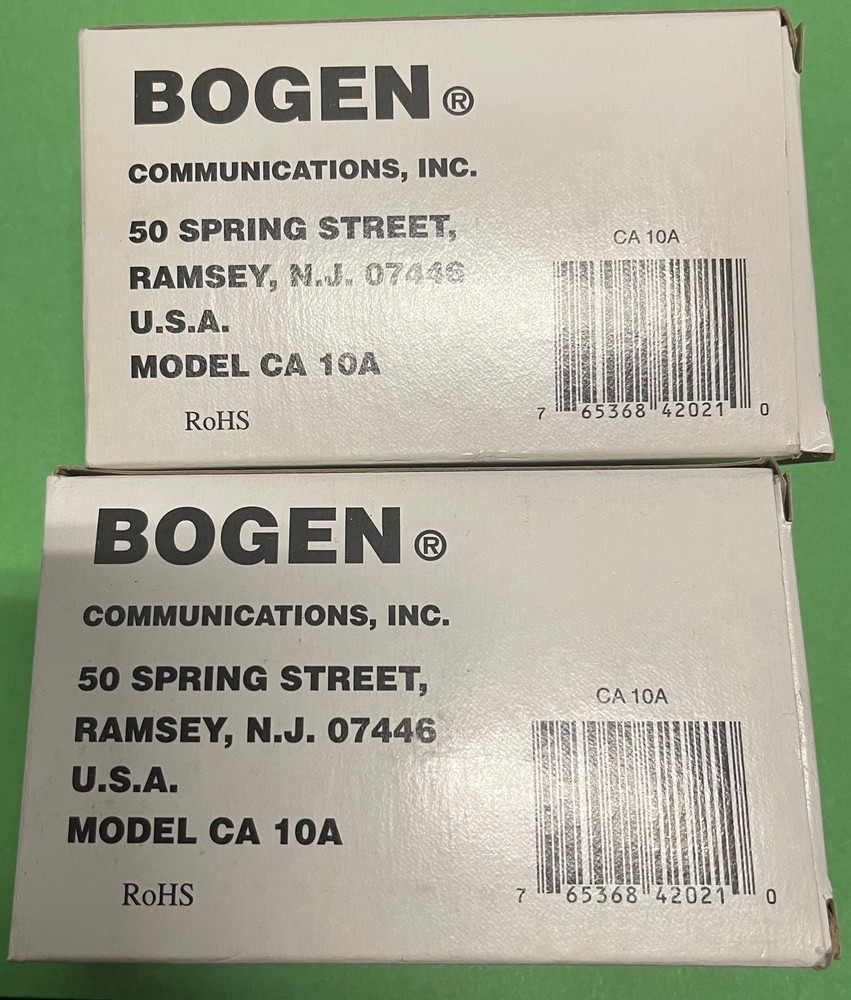 BOGEN ®
COMMUNICATIONS, INC.
50 SPRING STREET,
RAMSEY, N.J. 07446
U.S.A.
MODEL CA 10A
RoHS
CA 10A
7 65368 42021 0
BOGEN ®
COMMUNICATIONS, INC.
50 SPRING STREET,
RAMSEY, N.J. 07446
U.S.A.
MODEL CA 10A
RoHS
CA 10A
7 65368 42021 0